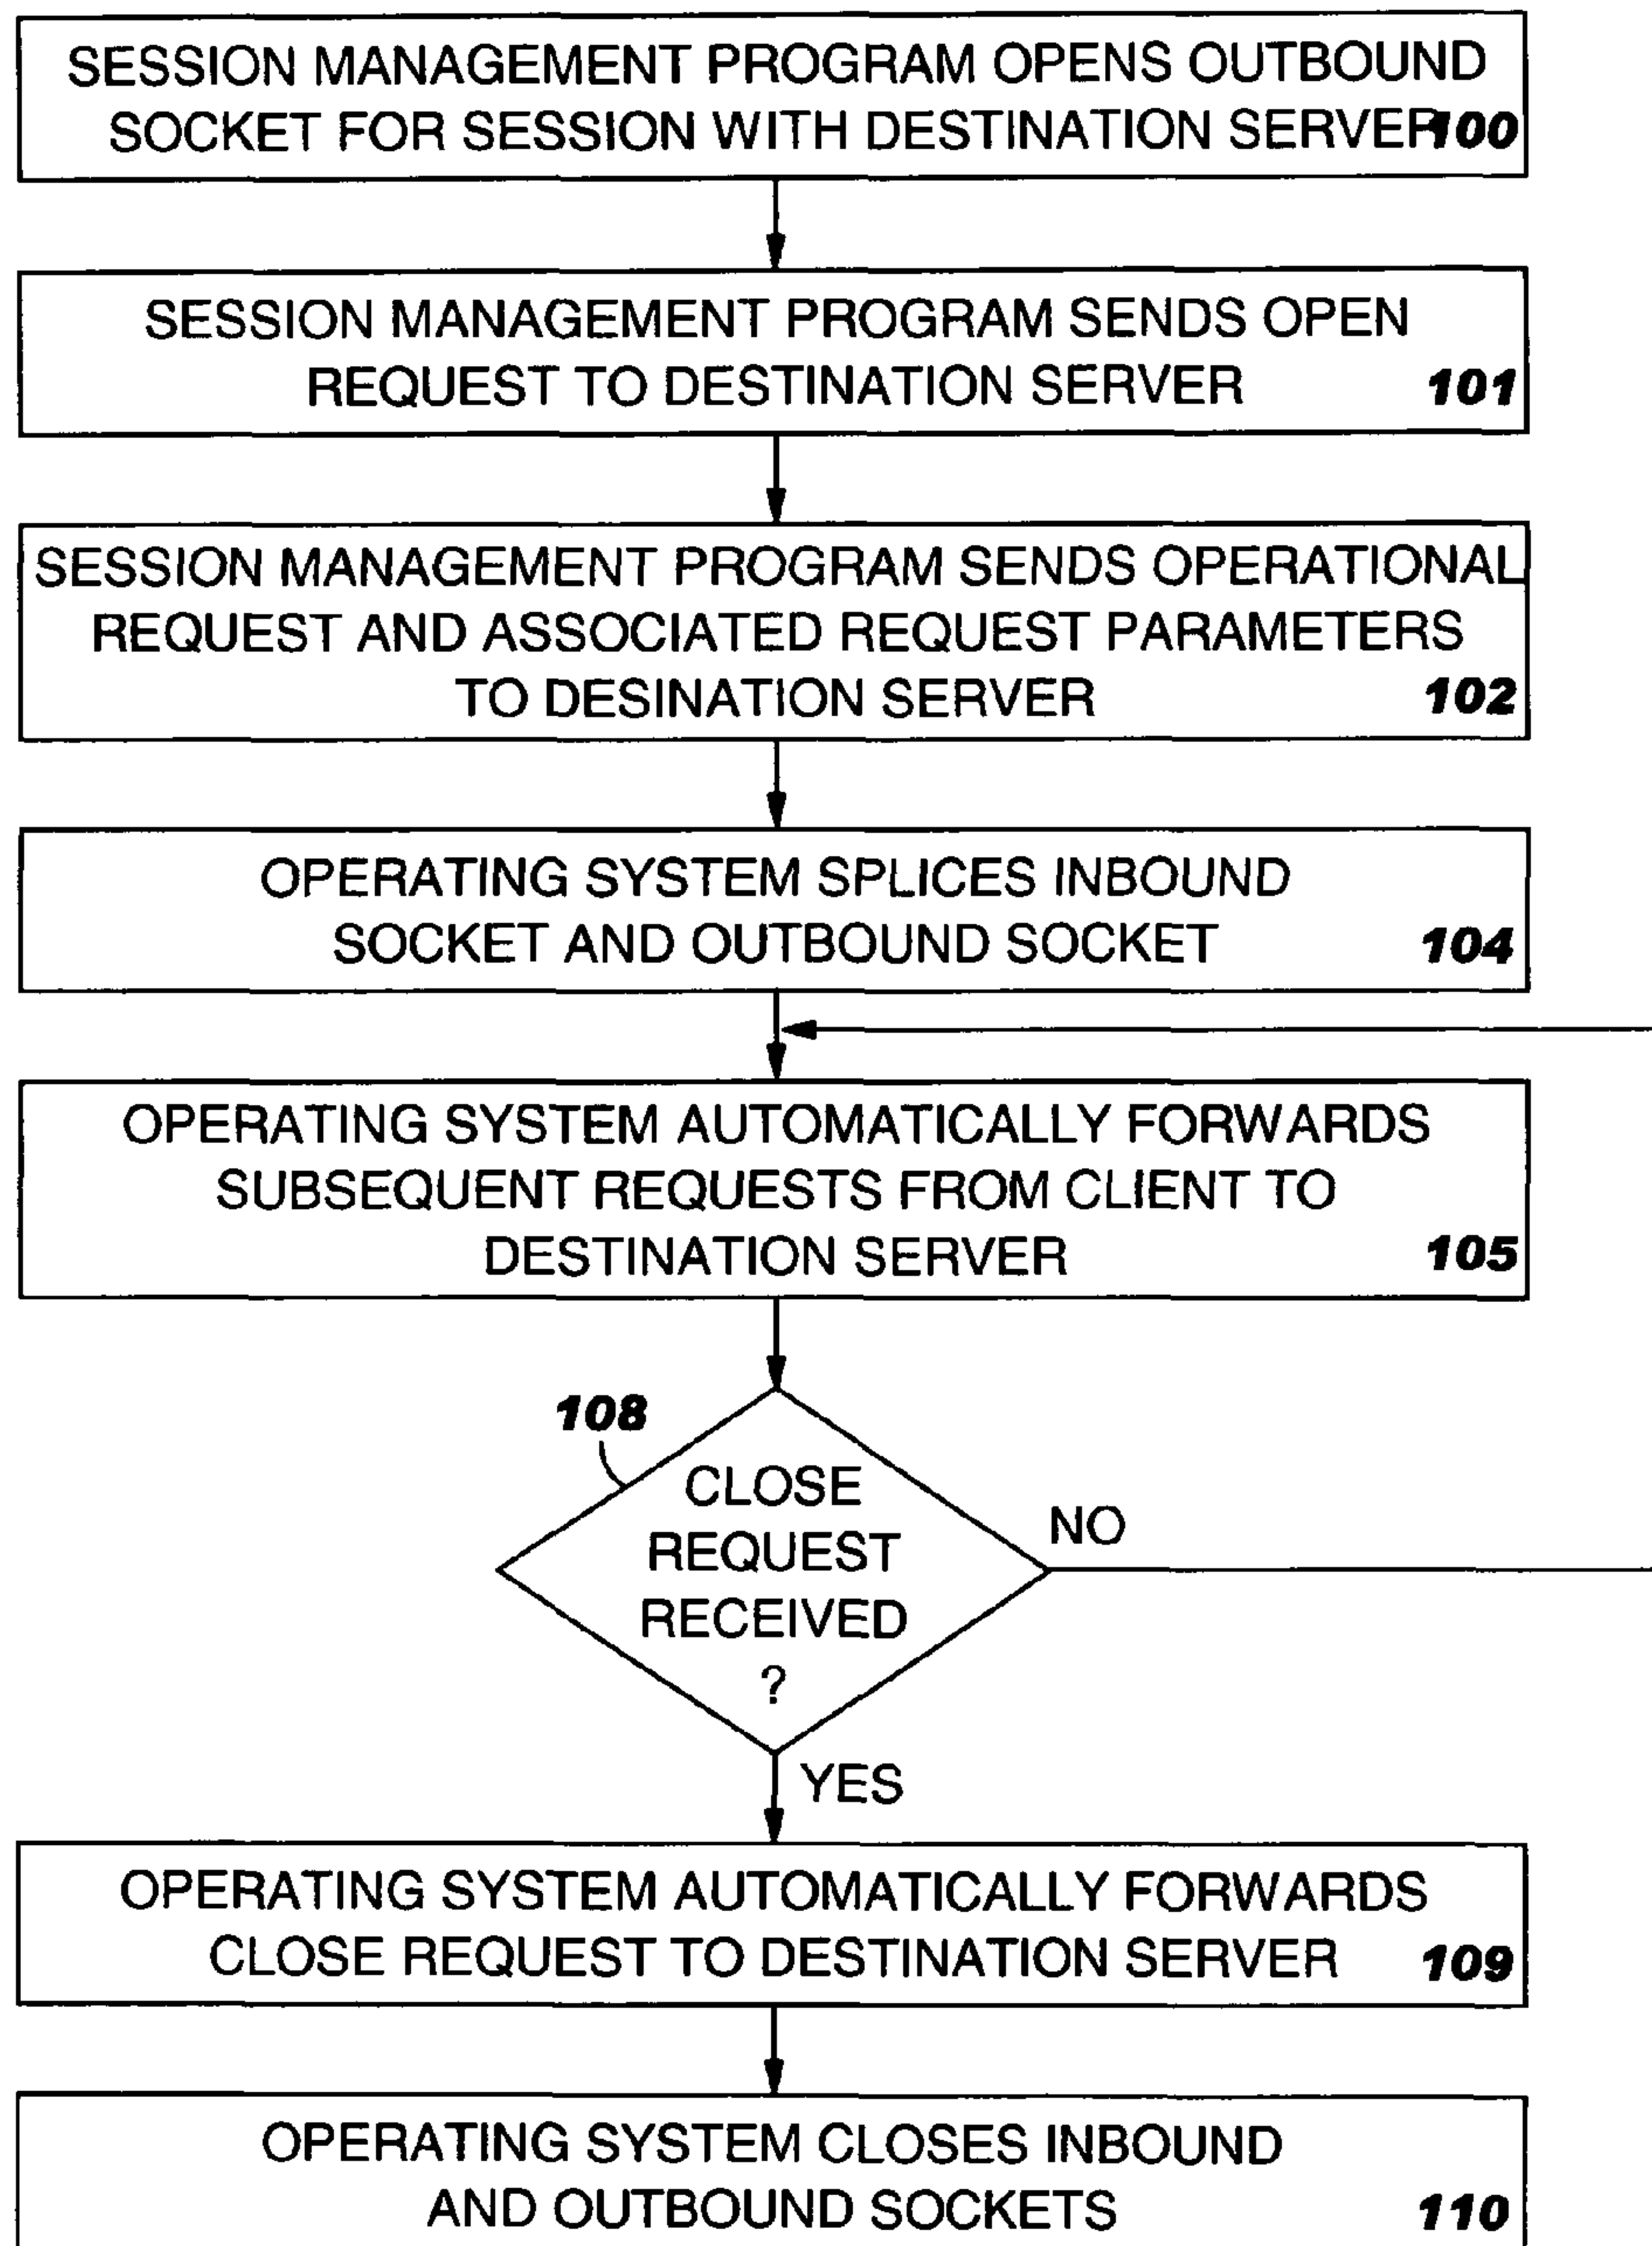 SESSION MANAGEMENT PROGRAM OPENS OUTBOUND
SOCKET FOR SESSION WITH DESTINATION SERVER 100
SESSION MANAGEMENT PROGRAM SENDS OPEN
REQUEST TO DESTINATION SERVER 101
SESSION MANAGEMENT PROGRAM SENDS OPERATIONAL
REQUEST AND ASSOCIATED REQUEST PARAMETERS
TO DESINATION SERVER 102
OPERATING SYSTEM SPLICES INBOUND
SOCKET AND OUTBOUND SOCKET 104
OPERATING SYSTEM AUTOMATICALLY FORWARDS
SUBSEQUENT REQUESTS FROM CLIENT TO
DESTINATION SERVER 105
108
CLOSE
REQUEST
RECEIVED
?
NO
YES
OPERATING SYSTEM AUTOMATICALLY FORWARDS
CLOSE REQUEST TO DESTINATION SERVER 109
OPERATING SYSTEM CLOSES INBOUND
AND OUTBOUND SOCKETS 110